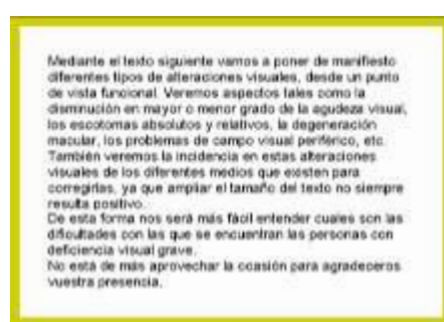 Mediante el texto siguiente vamos a poner de manifiesto
diferentes tipos de alteraciones visuales, desde un punto
de vista funcional. Veremos aspectos tales como la
disminución en mayor o menor grado de la agudeza visual,
los escotomas absolutos y relativos, la degeneración
macular, los problemas de campo visual periférico, etc.
También veremos la incidencia en estas alteraciones
visuales de los diferentes medios que existen para
corregirlas, ya que ampliar el tamaño del texto no siempre
resulta positivo.
De esta forma nos será más fácil entender cuales son las
dificultades con las que se encuentran las personas con
deficiencia visual grave.
No está de más aprovechar la ocasión para agradeceros
vuestra presencia.